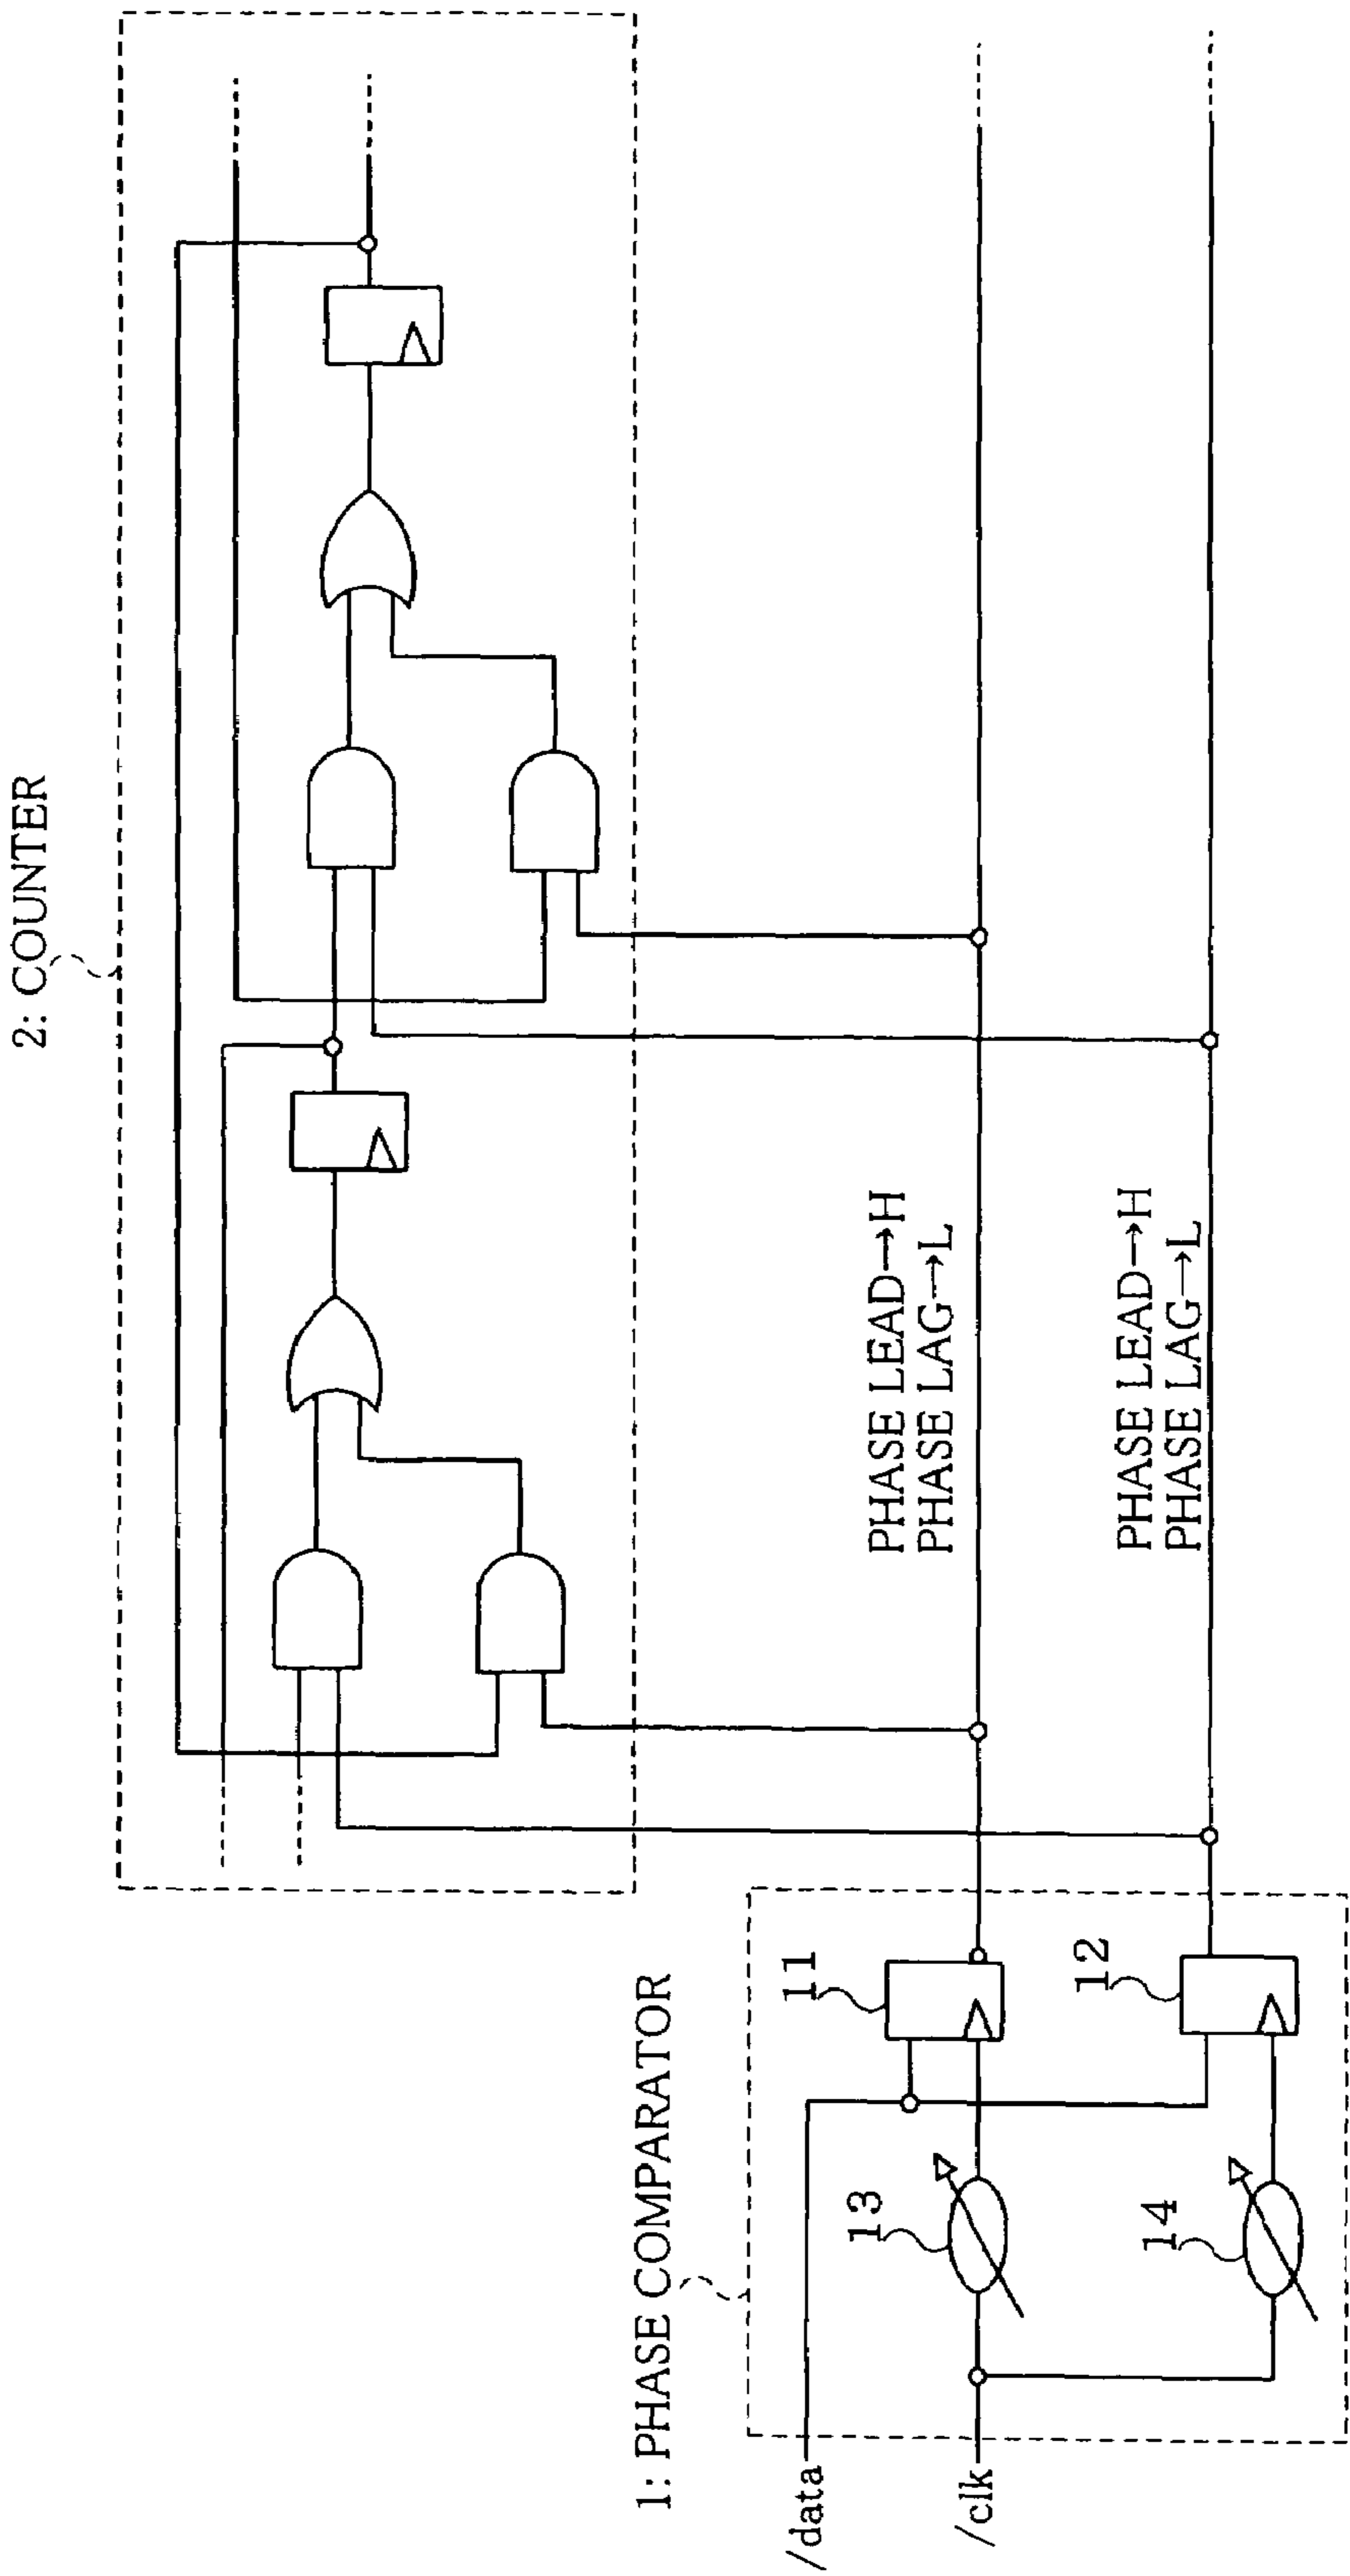 2: COUNTER
PHASE LEAD→H
PHASE LAG→L
PHASE LEAD→H
PHASE LAG→L
1: PHASE COMPARATOR
11
12
13
14
/data
/clk